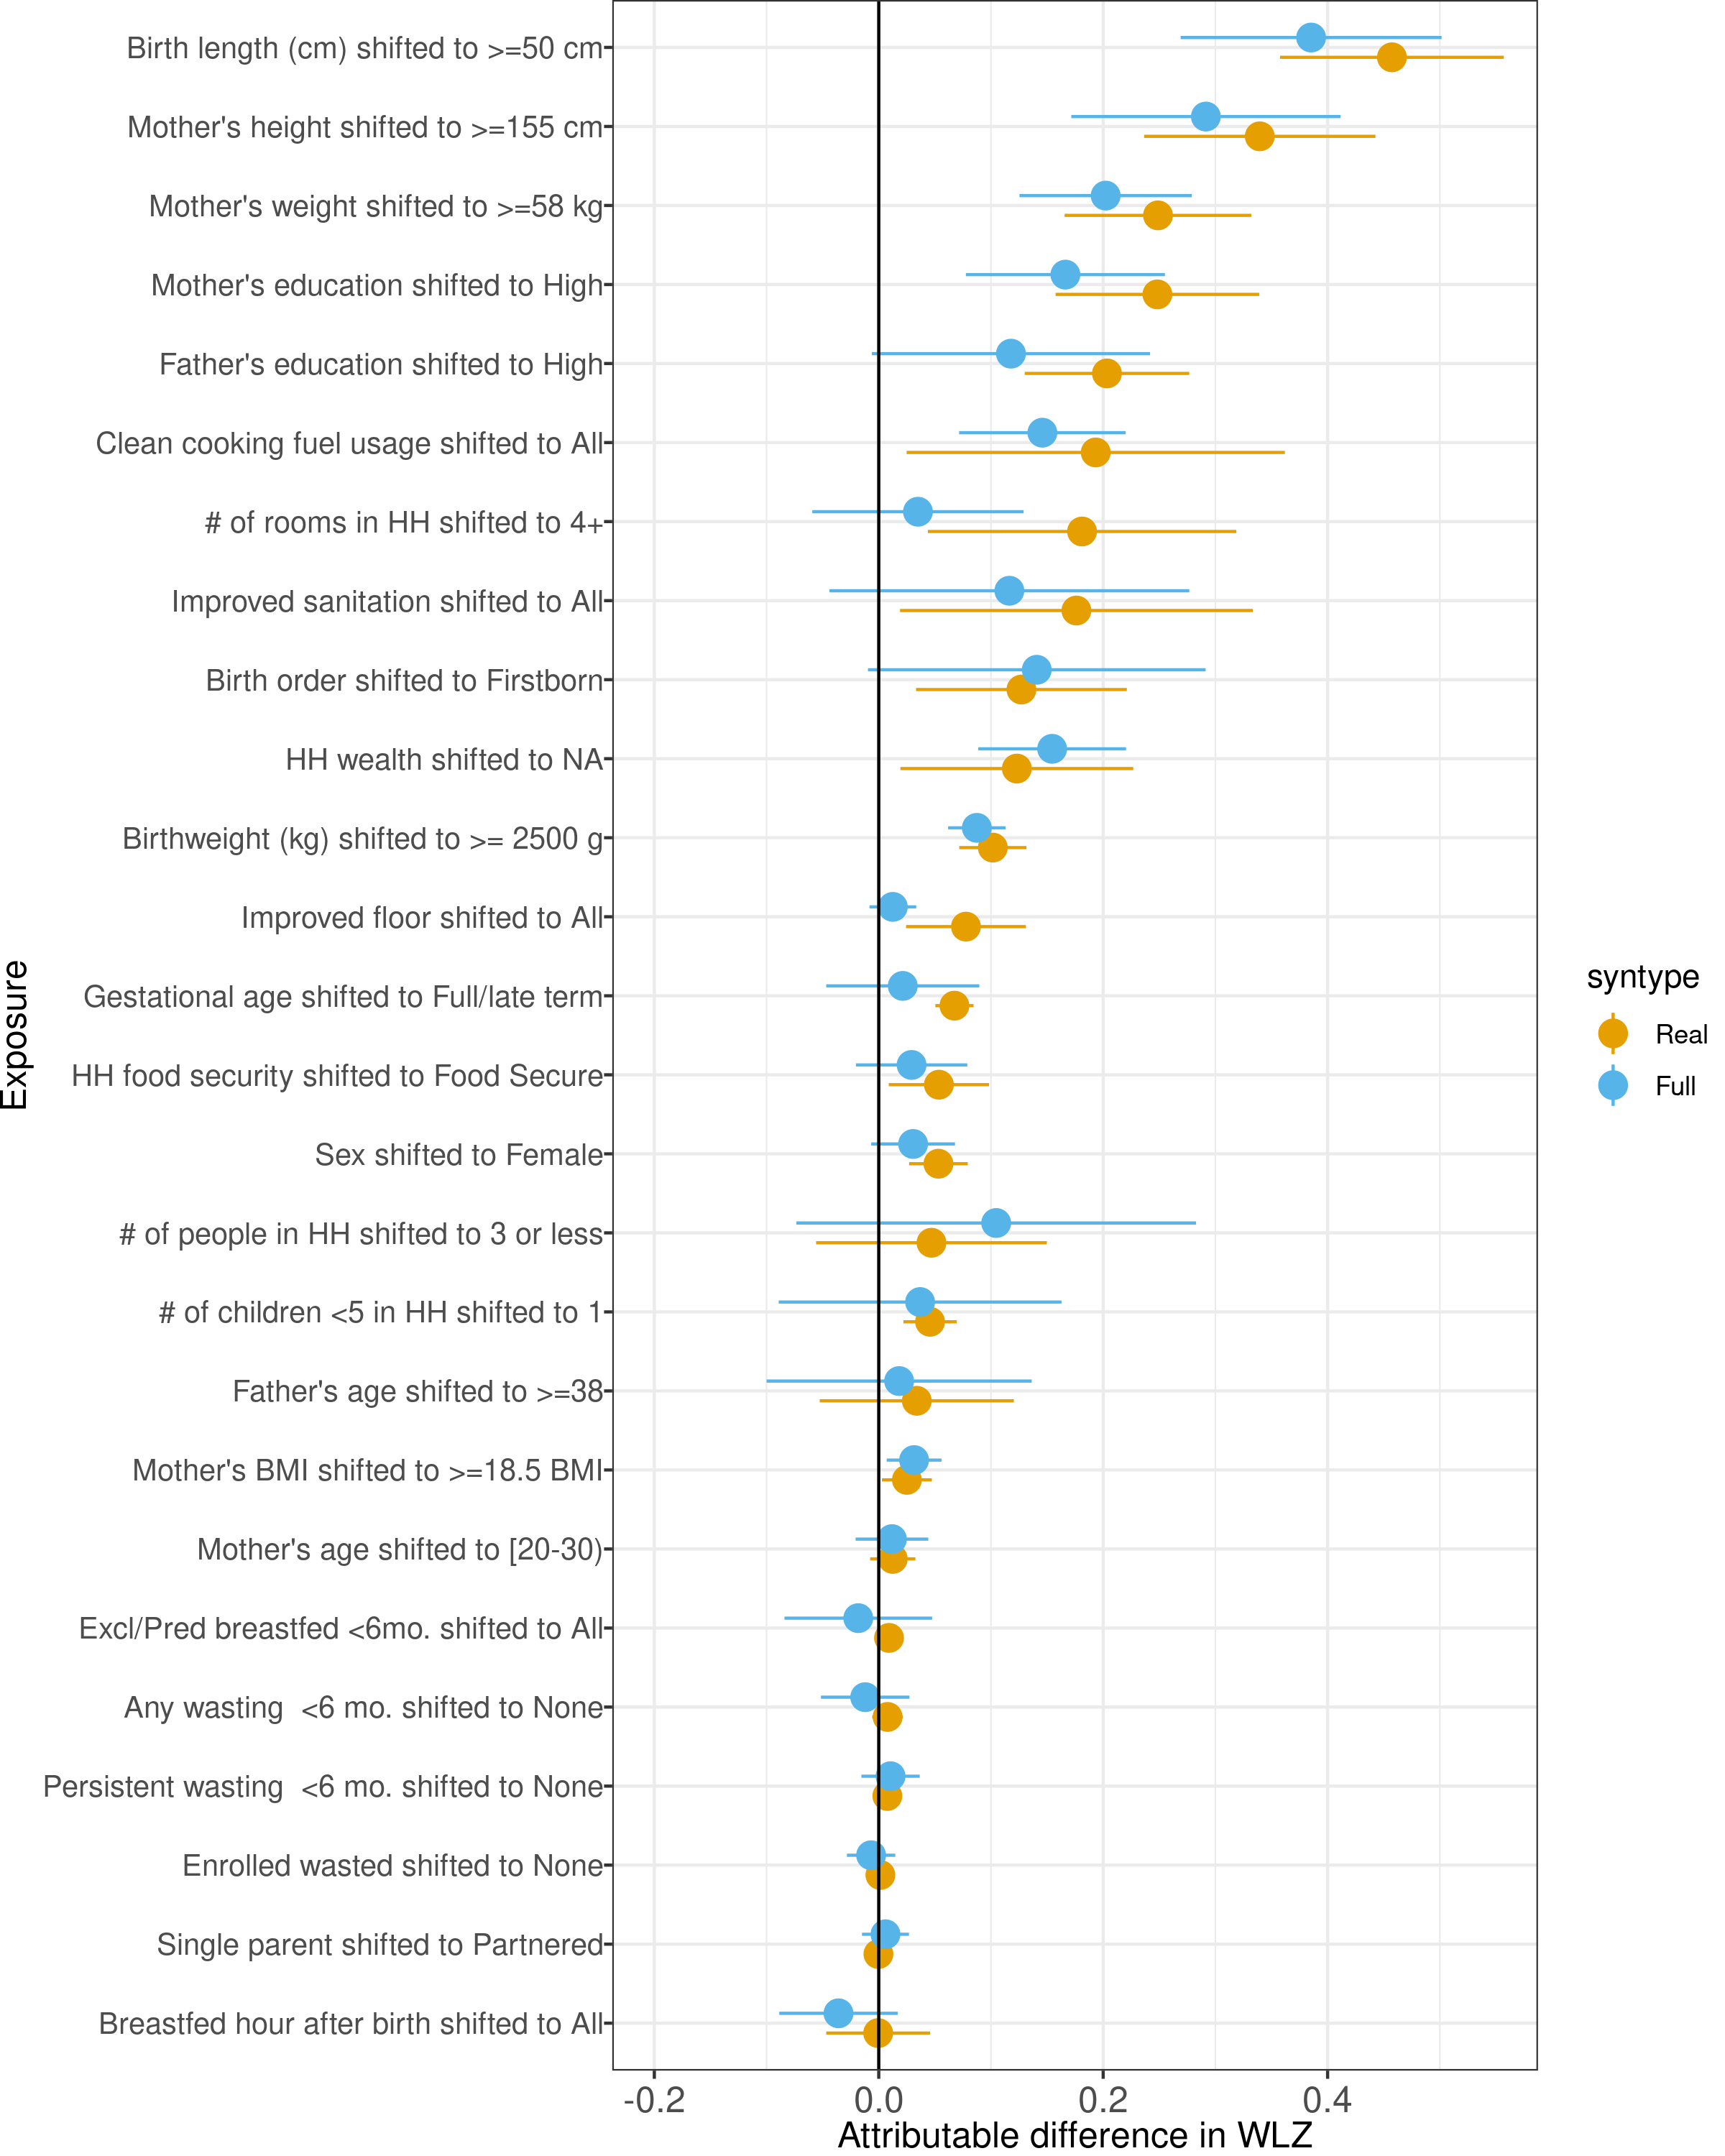 Birth length (cm) shifted to >=50 cm
Mother's height shifted to >=155 cm
Mother's weight shifted to >=58 kg
Mother's education shifted to High
Father's education shifted to High
Clean cooking fuel usage shifted to All
# of rooms in HH shifted to 4+
Improved sanitation shifted to All
Birth order shifted to Firstborn
HH wealth shifted to NA
Birthweight (kg) shifted to >= 2500 g
Improved floor shifted to All
Gestational age shifted to Full/late term
HH food security shifted to Food Secure
Sex shifted to Female
# of people in HH shifted to 3 or less
# of children <5 in HH shifted to 1
Father's age shifted to >=38
Mother's BMI shifted to >=18.5 BMI
Mother's age shifted to [20-30)
Excl/Pred breastfed <6mo. shifted to All
Any wasting  <6 mo. shifted to None
Persistent wasting  <6 mo. shifted to None
Enrolled wasted shifted to None
Single parent shifted to Partnered
Breastfed hour after birth shifted to All
Exposure
-0.2 0.0 0.2 0.4
Attributable difference in WLZ
syntype
Real
Full